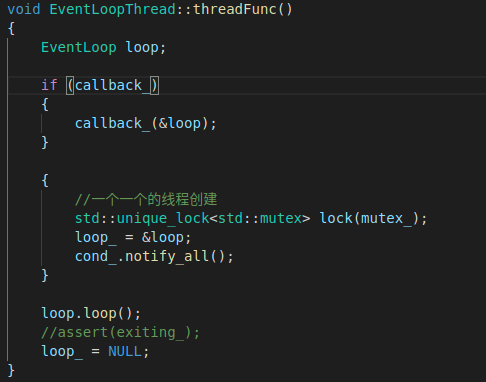 void EventLoopThread::threadFunc()
{
    EventLoop loop;

    if (callback_)
    {
        callback_(&loop);
    }

    {
        //一个一个的线程创建
        std::unique_lock<std::mutex> lock(mutex_);
        loop_ = &loop;
        cond_.notify_all();
    }

    loop.loop();
    //assert(exiting_);
    loop_ = NULL;
}